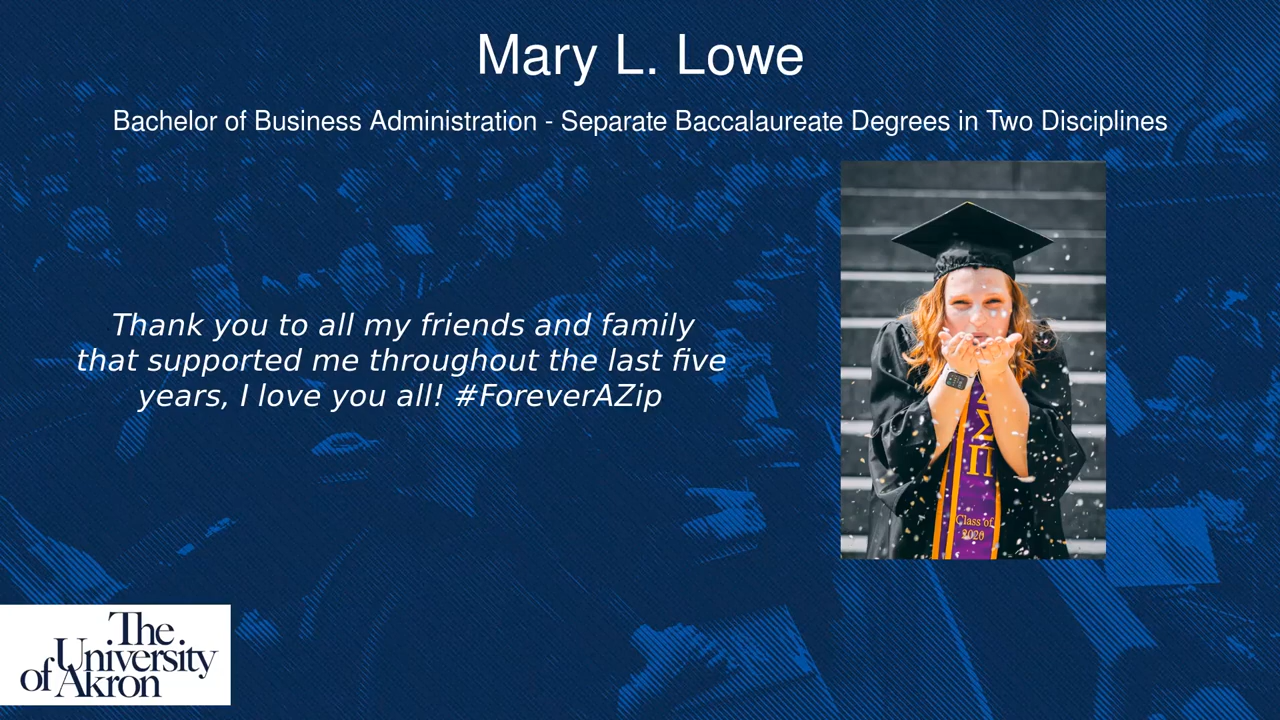 Mary L. Lowe
Bachelor of Business Administration - Separate Baccalaureate Degrees in Two Disciplines
Thank you to all my friends and family
that supported me throughout the last five
years, I love you all! #ForeverAZip
Δ
Σ
Π
Class of
2020
The
University
of Akron